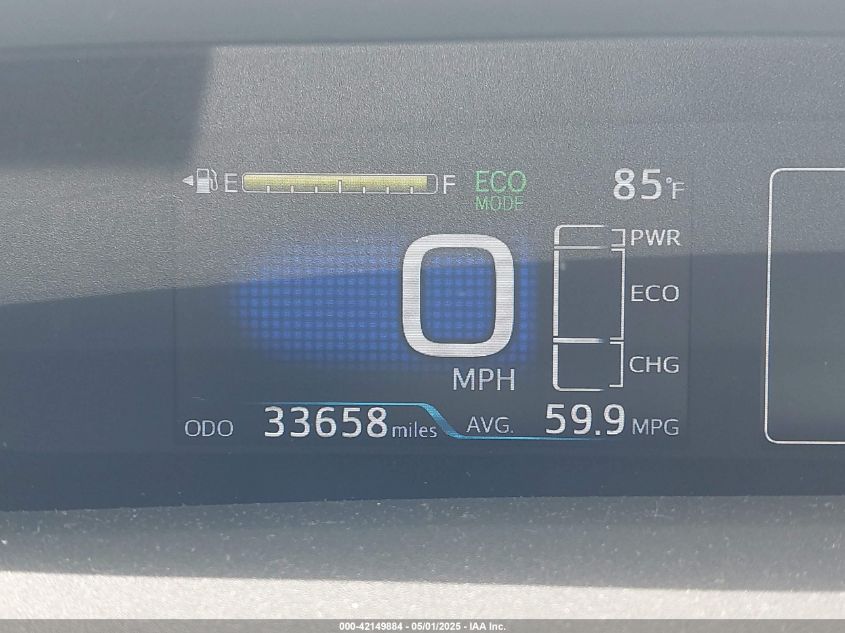 E F ECO MODE 85°F
0 MPH
PWR
ECO
CHG
ODO 33658 miles AVG. 59.9 MPG
000-42149884 - 05/01/2025 - IAA Inc.